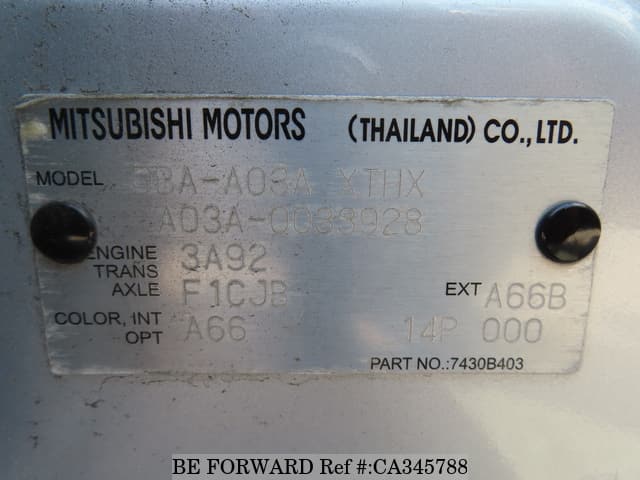 MITSUBISHI MOTORS (THAILAND) CO., LTD.
MODEL DBA-A03A XTHX
A03A-0033928
ENGINE 3A92
TRANS AXLE F1CJB EXT A66B
COLOR, INT OPT A66 14P 000
PART NO.:7430B403
BE FORWARD Ref #:CA345788